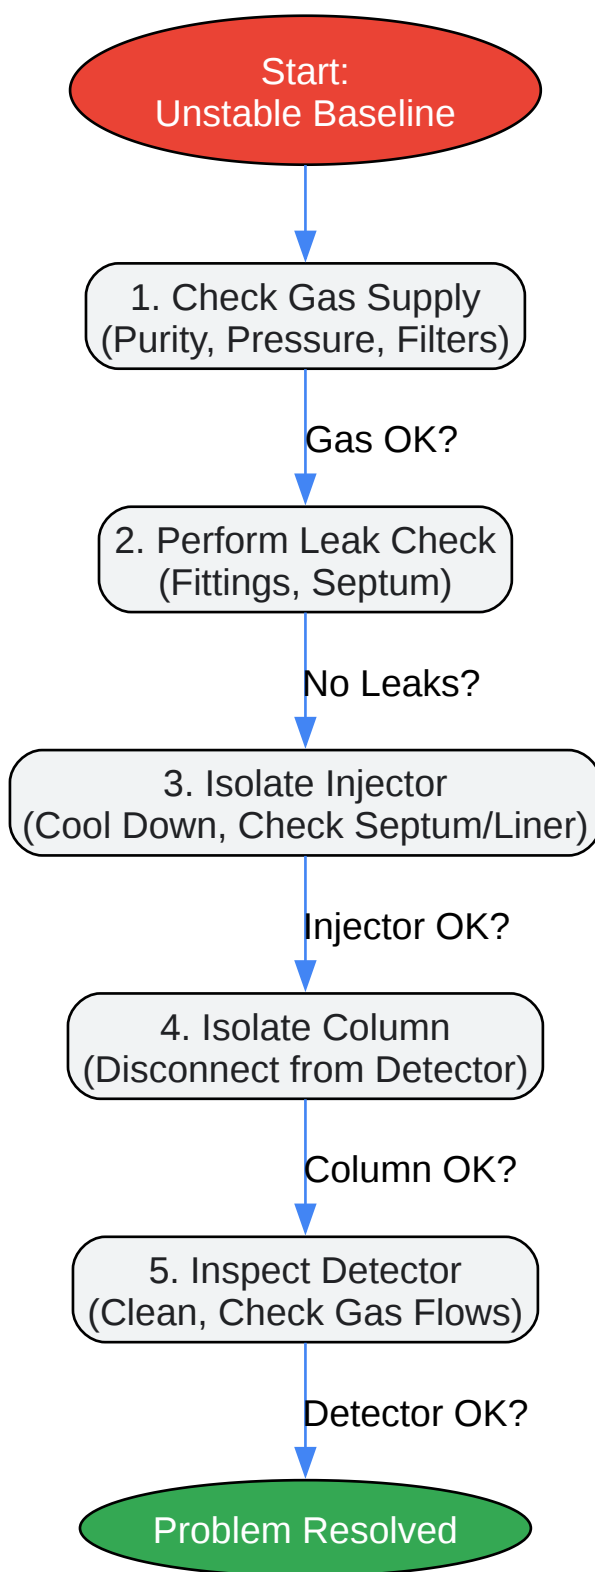 Start:
Unstable Baseline
1. Check Gas Supply
(Purity, Pressure, Filters)
Gas OK?
2. Perform Leak Check
(Fittings, Septum)
No Leaks?
3. Isolate Injector
(Cool Down, Check Septum/Liner)
Injector OK?
4. Isolate Column
(Disconnect from Detector)
Column OK?
5. Inspect Detector
(Clean, Check Gas Flows)
Detector OK?
Problem Resolved